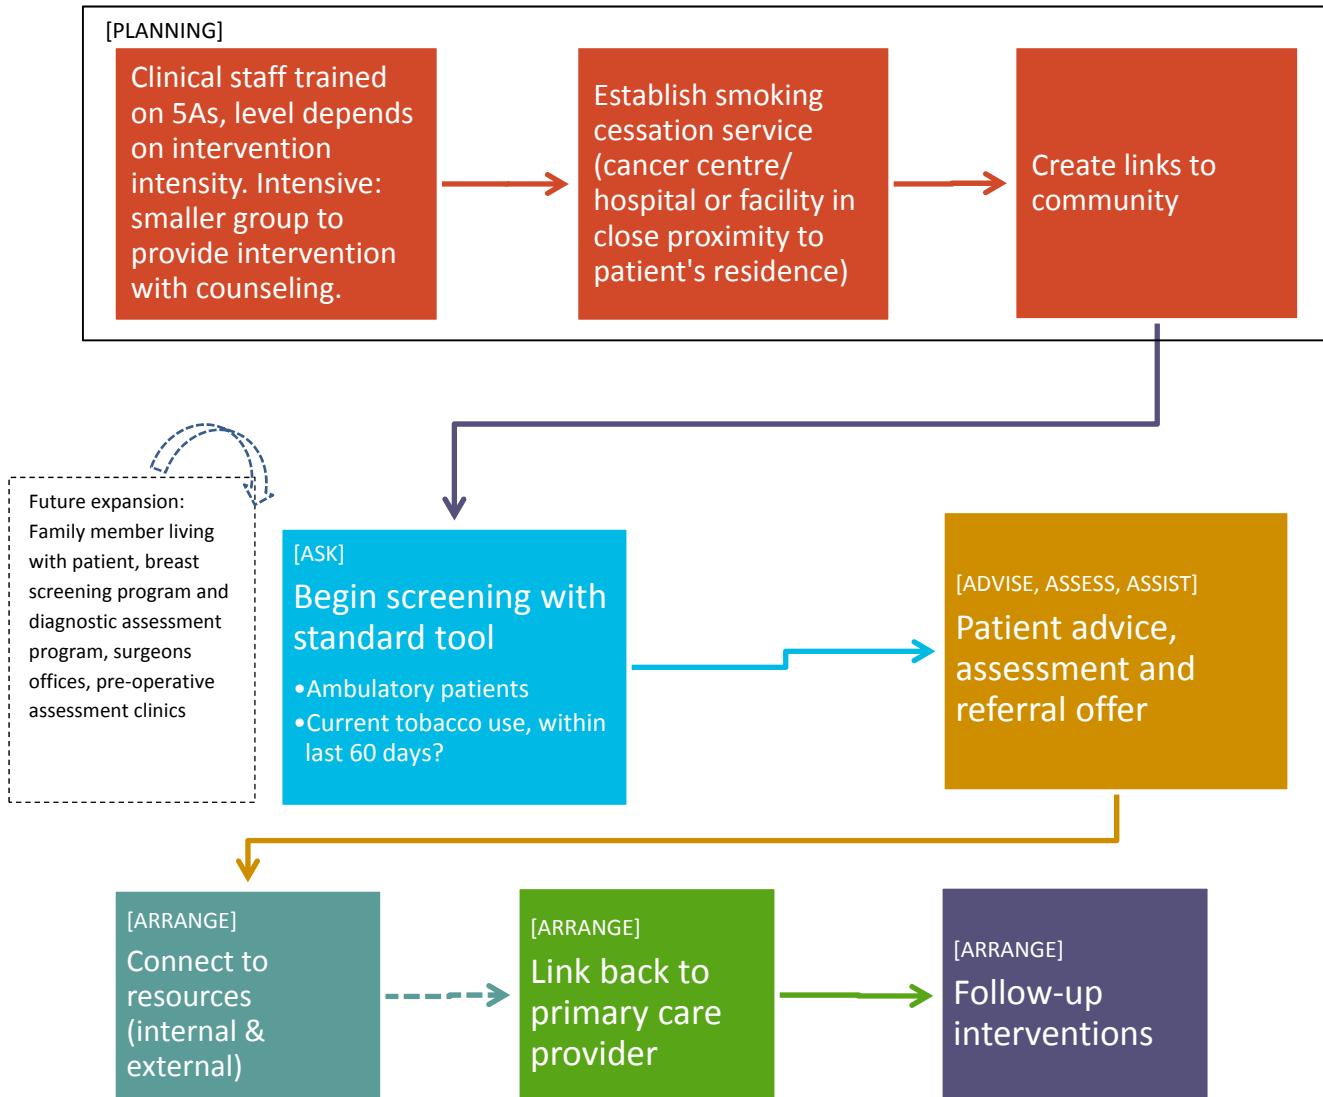 [PLANNING]
Clinical staff trained
on 5As, level depends
on intervention
intensity. Intensive:
smaller group to
provide intervention
with counseling.
Establish smoking
cessation service
(cancer centre/
hospital or facility in
close proximity to
patient's residence)
Create links to
community
Future expansion:
Family member living
with patient, breast
screening program and
diagnostic assessment
program, surgeons
offices, pre-operative
assessment clinics
[ASK]
Begin screening with
standard tool
•Ambulatory patients
•Current tobacco use, within
last 60 days?
[ADVISE, ASSESS, ASSIST]
Patient advice,
assessment and
referral offer
[ARRANGE]
Connect to
resources
(internal &
external)
[ARRANGE]
Link back to
primary care
provider
[ARRANGE]
Follow-up
interventions